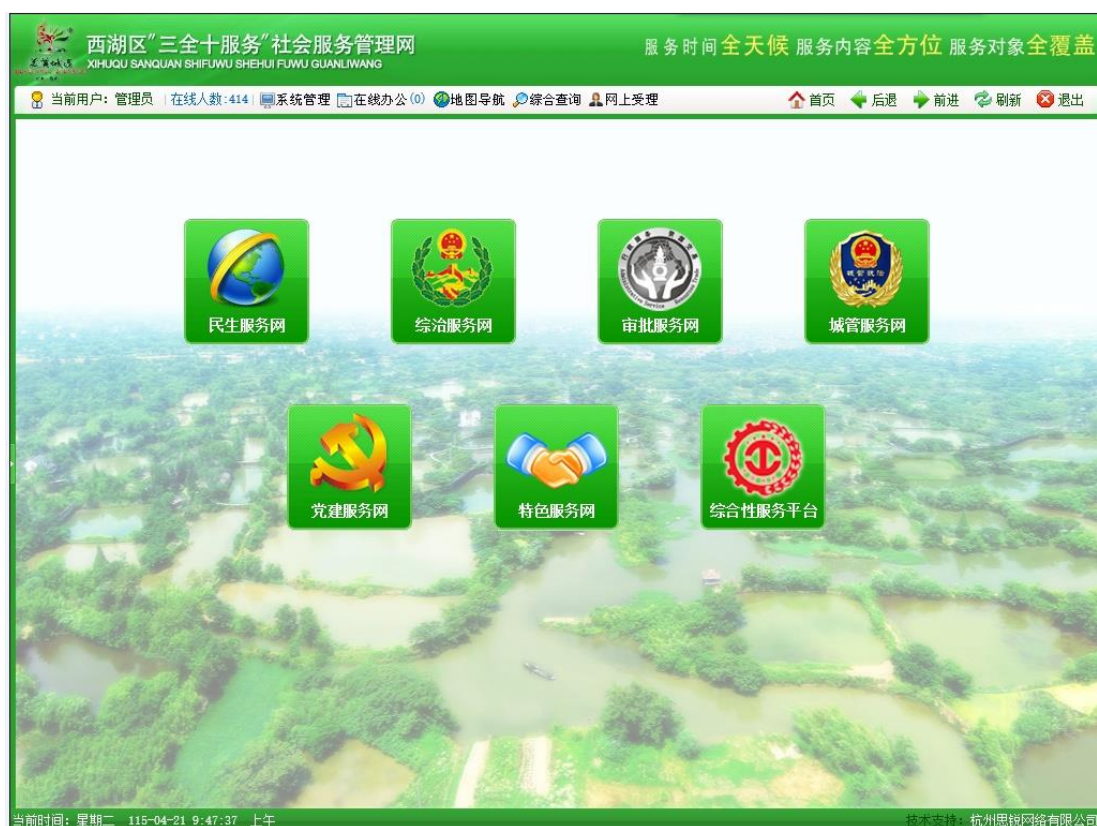 西湖区"三全十服务"社会服务管理网
XIHUQU SANQUAN SHIFUWU SHEHUI FUWU GUANLIWANG
服务时间全天候 服务内容全方位 服务对象全覆盖
当前用户: 管理员 | 在线人数:414 | 系统管理 在线办公(0) 地图导航 综合查询 网上受理 首页 后退 前进 刷新 退出
民生服务网 综治服务网 审批服务网 城管服务网
党建服务网 特色服务网 综合性服务平台
当前时间: 星期二 115-04-21 9:47:37 上午 技术支持: 杭州思锐网络有限公司